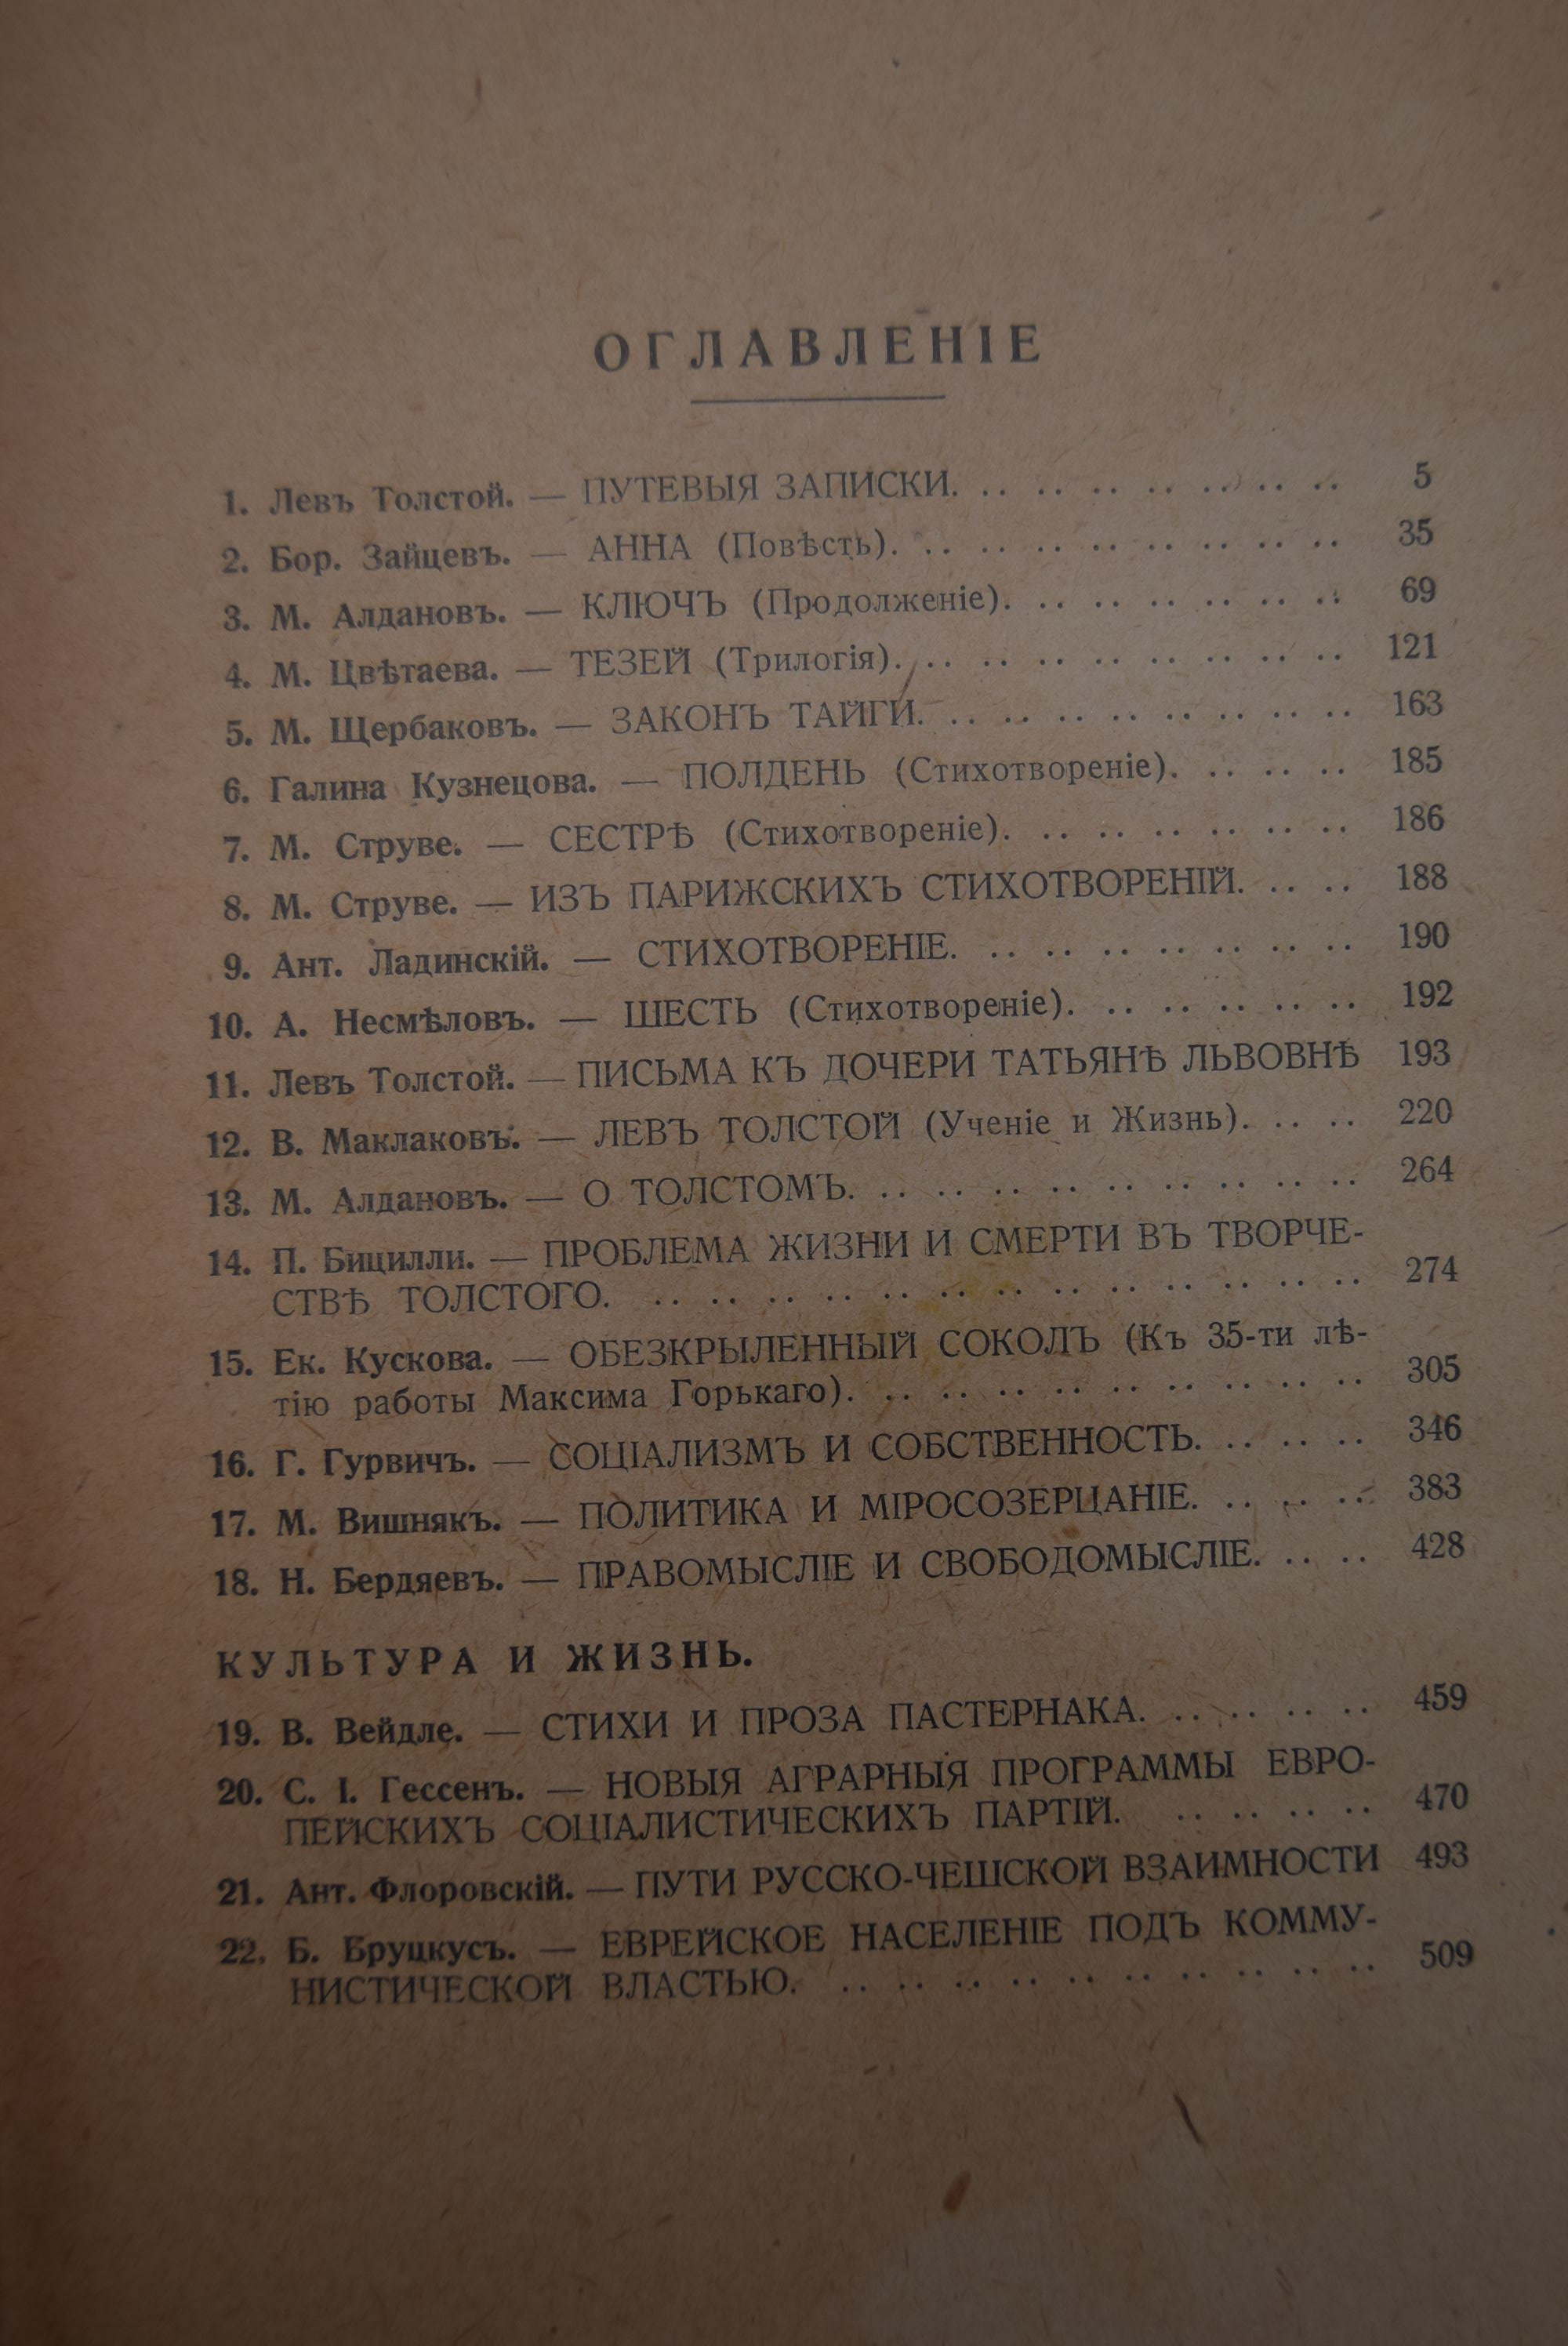 ОГЛАВЛЕНІЕ
1. Левъ Толстой. — ПУТЕВЫЯ ЗАПИСКИ. .. .. .. .. .. .. .. 5
2. Бор. Зайцевъ. — АННА (Повѣсть). .. .. .. .. .. .. .. .. 35
3. М. Алдановъ. — КЛЮЧЪ (Продолженіе). .. .. .. .. .. .. 69
4. М. Цвѣтаева. — ТЕЗЕЙ (Трилогія). .. .. .. .. .. .. .. .. 121
5. М. Щербаковъ. — ЗАКОНЪ ТАЙГИ. .. .. .. .. .. .. .. .. 163
6. Галина Кузнецова. — ПОЛДЕНЬ (Стихотвореніе). .. .. .. 185
7. М. Струве. — СЕСТРѢ (Стихотвореніе). .. .. .. .. .. .. 186
8. М. Струве. — ИЗЪ ПАРИЖСКИХЪ СТИХОТВОРЕНІЙ. .. .. 188
9. Ант. Ладинскій. — СТИХОТВОРЕНІЕ. .. .. .. .. .. .. .. 190
10. А. Несмѣловъ. — ШЕСТЬ (Стихотвореніе). .. .. .. .. .. 192
11. Левъ Толстой. — ПИСЬМА КЪ ДОЧЕРИ ТАТЬЯНѢ ЛЬВОВНѢ 193
12. В. Маклаковъ. — ЛЕВЪ ТОЛСТОЙ (Ученіе и Жизнь). .. .. 220
13. М. Алдановъ. — О ТОЛСТОМЪ. .. .. .. .. .. .. .. .. .. 264
14. П. Бицилли. — ПРОБЛЕМА ЖИЗНИ И СМЕРТИ ВЪ ТВОРЧЕ-
СТВѢ ТОЛСТОГО. .. .. .. .. .. .. .. .. .. .. .. .. .. 274
15. Ек. Кускова. — ОБЕЗКРЫЛЕННЫЙ СОКОЛЪ (Къ 35-ти лѣ-
тію работы Максима Горькаго). .. .. .. .. .. .. .. .. .. 305
16. Г. Гурвичъ. — СОЦІАЛИЗМЪ И СОБСТВЕННОСТЬ. .. .. .. 346
17. М. Вишнякъ. — ПОЛИТИКА И МІРОСОЗЕРЦАНІЕ. .. .. .. 383
18. Н. Бердяевъ. — ПРАВОМЫСЛІЕ И СВОБОДОМЫСЛІЕ. .. .. 428
КУЛЬТУРА И ЖИЗНЬ.
19. В. Вейдле. — СТИХИ И ПРОЗА ПАСТЕРНАКА. .. .. .. .. 459
20. С. І. Гессенъ. — НОВЫЯ АГРАРНЫЯ ПРОГРАММЫ ЕВРО-
ПЕЙСКИХЪ СОЦІАЛИСТИЧЕСКИХЪ ПАРТІЙ. .. .. .. .. 470
21. Ант. Флоровскій. — ПУТИ РУССКО-ЧЕШСКОЙ ВЗАИМНОСТИ 493
22. Б. Бруцкусъ. — ЕВРЕЙСКОЕ НАСЕЛЕНІЕ ПОДЪ КОММУ-
НИСТИЧЕСКОЙ ВЛАСТЬЮ. .. .. .. .. .. .. .. .. .. .. 509